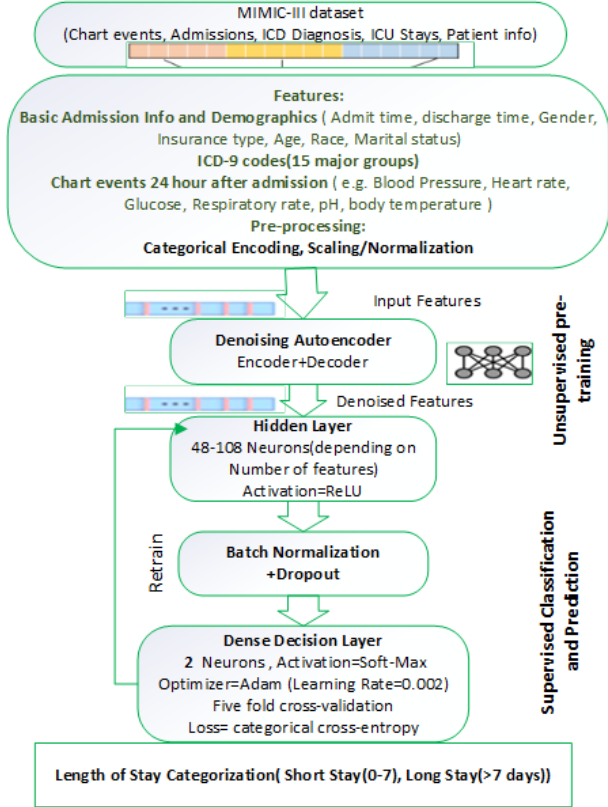 MIMIC-III dataset
(Chart events, Admissions, ICD Diagnosis, ICU Stays, Patient info)
Features:
Basic Admission Info and Demographics ( Admit time, discharge time, Gender,
Insurance type, Age, Race, Marital status)
ICD-9 codes(15 major groups)
Chart events 24 hour after admission ( e.g. Blood Pressure, Heart rate,
Glucose, Respiratory rate, pH, body temperature )
Pre-processing:
Categorical Encoding, Scaling/Normalization
Input Features
Denoising Autoencoder
Encoder+Decoder
Denoised Features
Unsupervised pre-
training
Hidden Layer
48-108 Neurons(depending on
Number of features)
Activation=ReLU
Batch Normalization
+Dropout
Retrain
Dense Decision Layer
2 Neurons , Activation=Soft-Max
Optimizer=Adam (Learning Rate=0.002)
Five fold cross-validation
Loss= categorical cross-entropy
Supervised Classification
and Prediction
Length of Stay Categorization( Short Stay(0-7), Long Stay(>7 days))